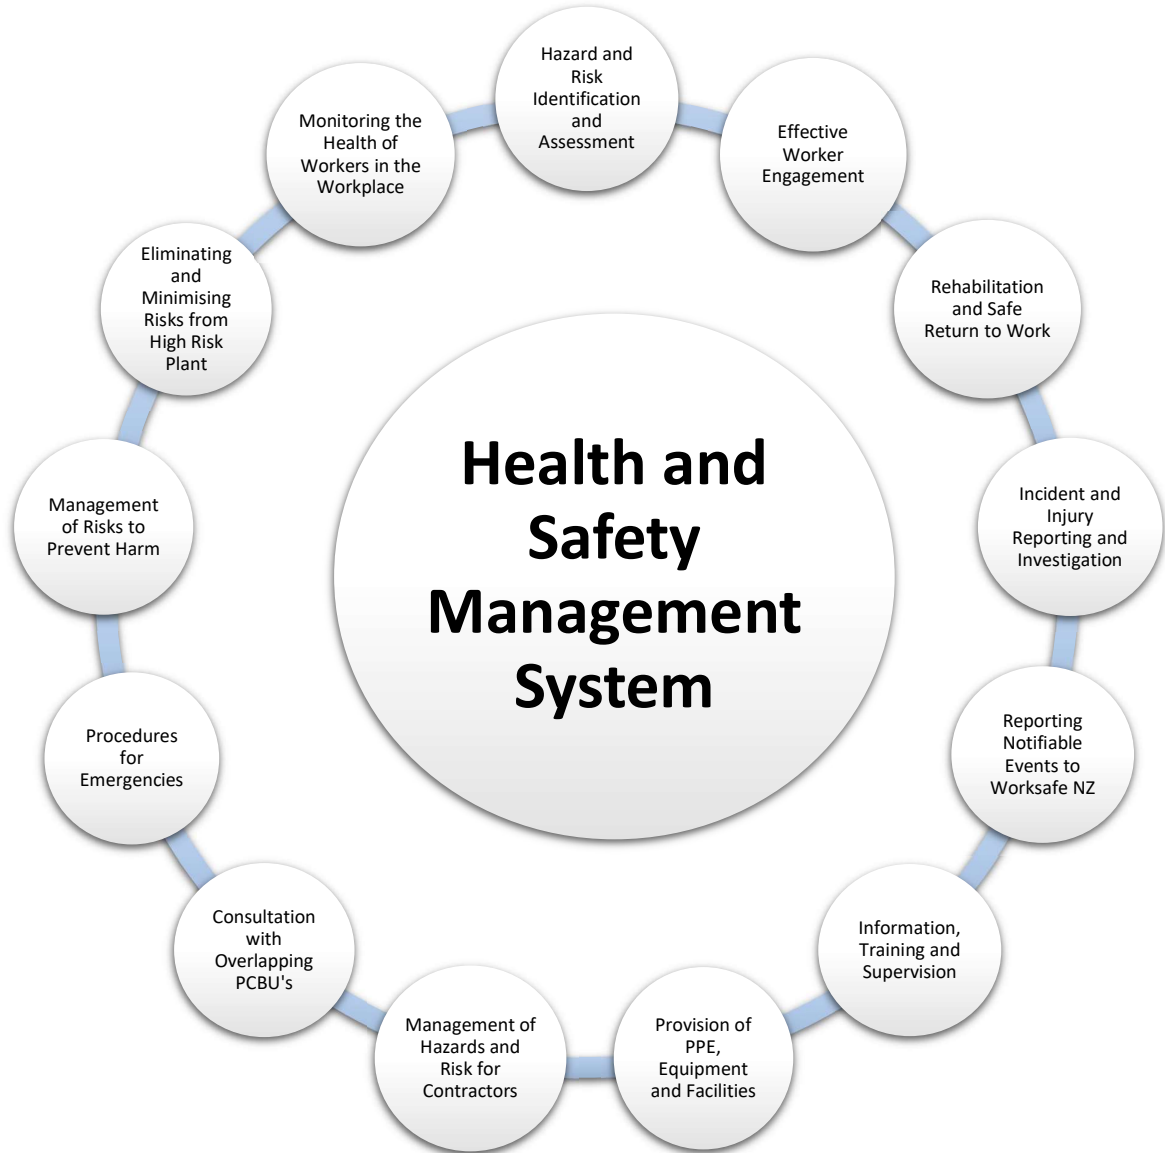 Hazard and
Risk
Identification
and
Assessment
Effective
Worker
Engagement
Rehabilitation
and Safe
Return to Work
Incident and
Injury
Reporting and
Investigation
Reporting
Notifiable
Events to
Worksafe NZ
Information,
Training and
Supervision
Provision of
PPE,
Equipment
and Facilities
Management of
Hazards and
Risk for
Contractors
Consultation
with
Overlapping
PCBU's
Procedures
for
Emergencies
Management
of Risks to
Prevent Harm
Eliminating
and
Minimising
Risks from
High Risk
Plant
Monitoring the
Health of
Workers in the
Workplace
Health and
Safety
Management
System